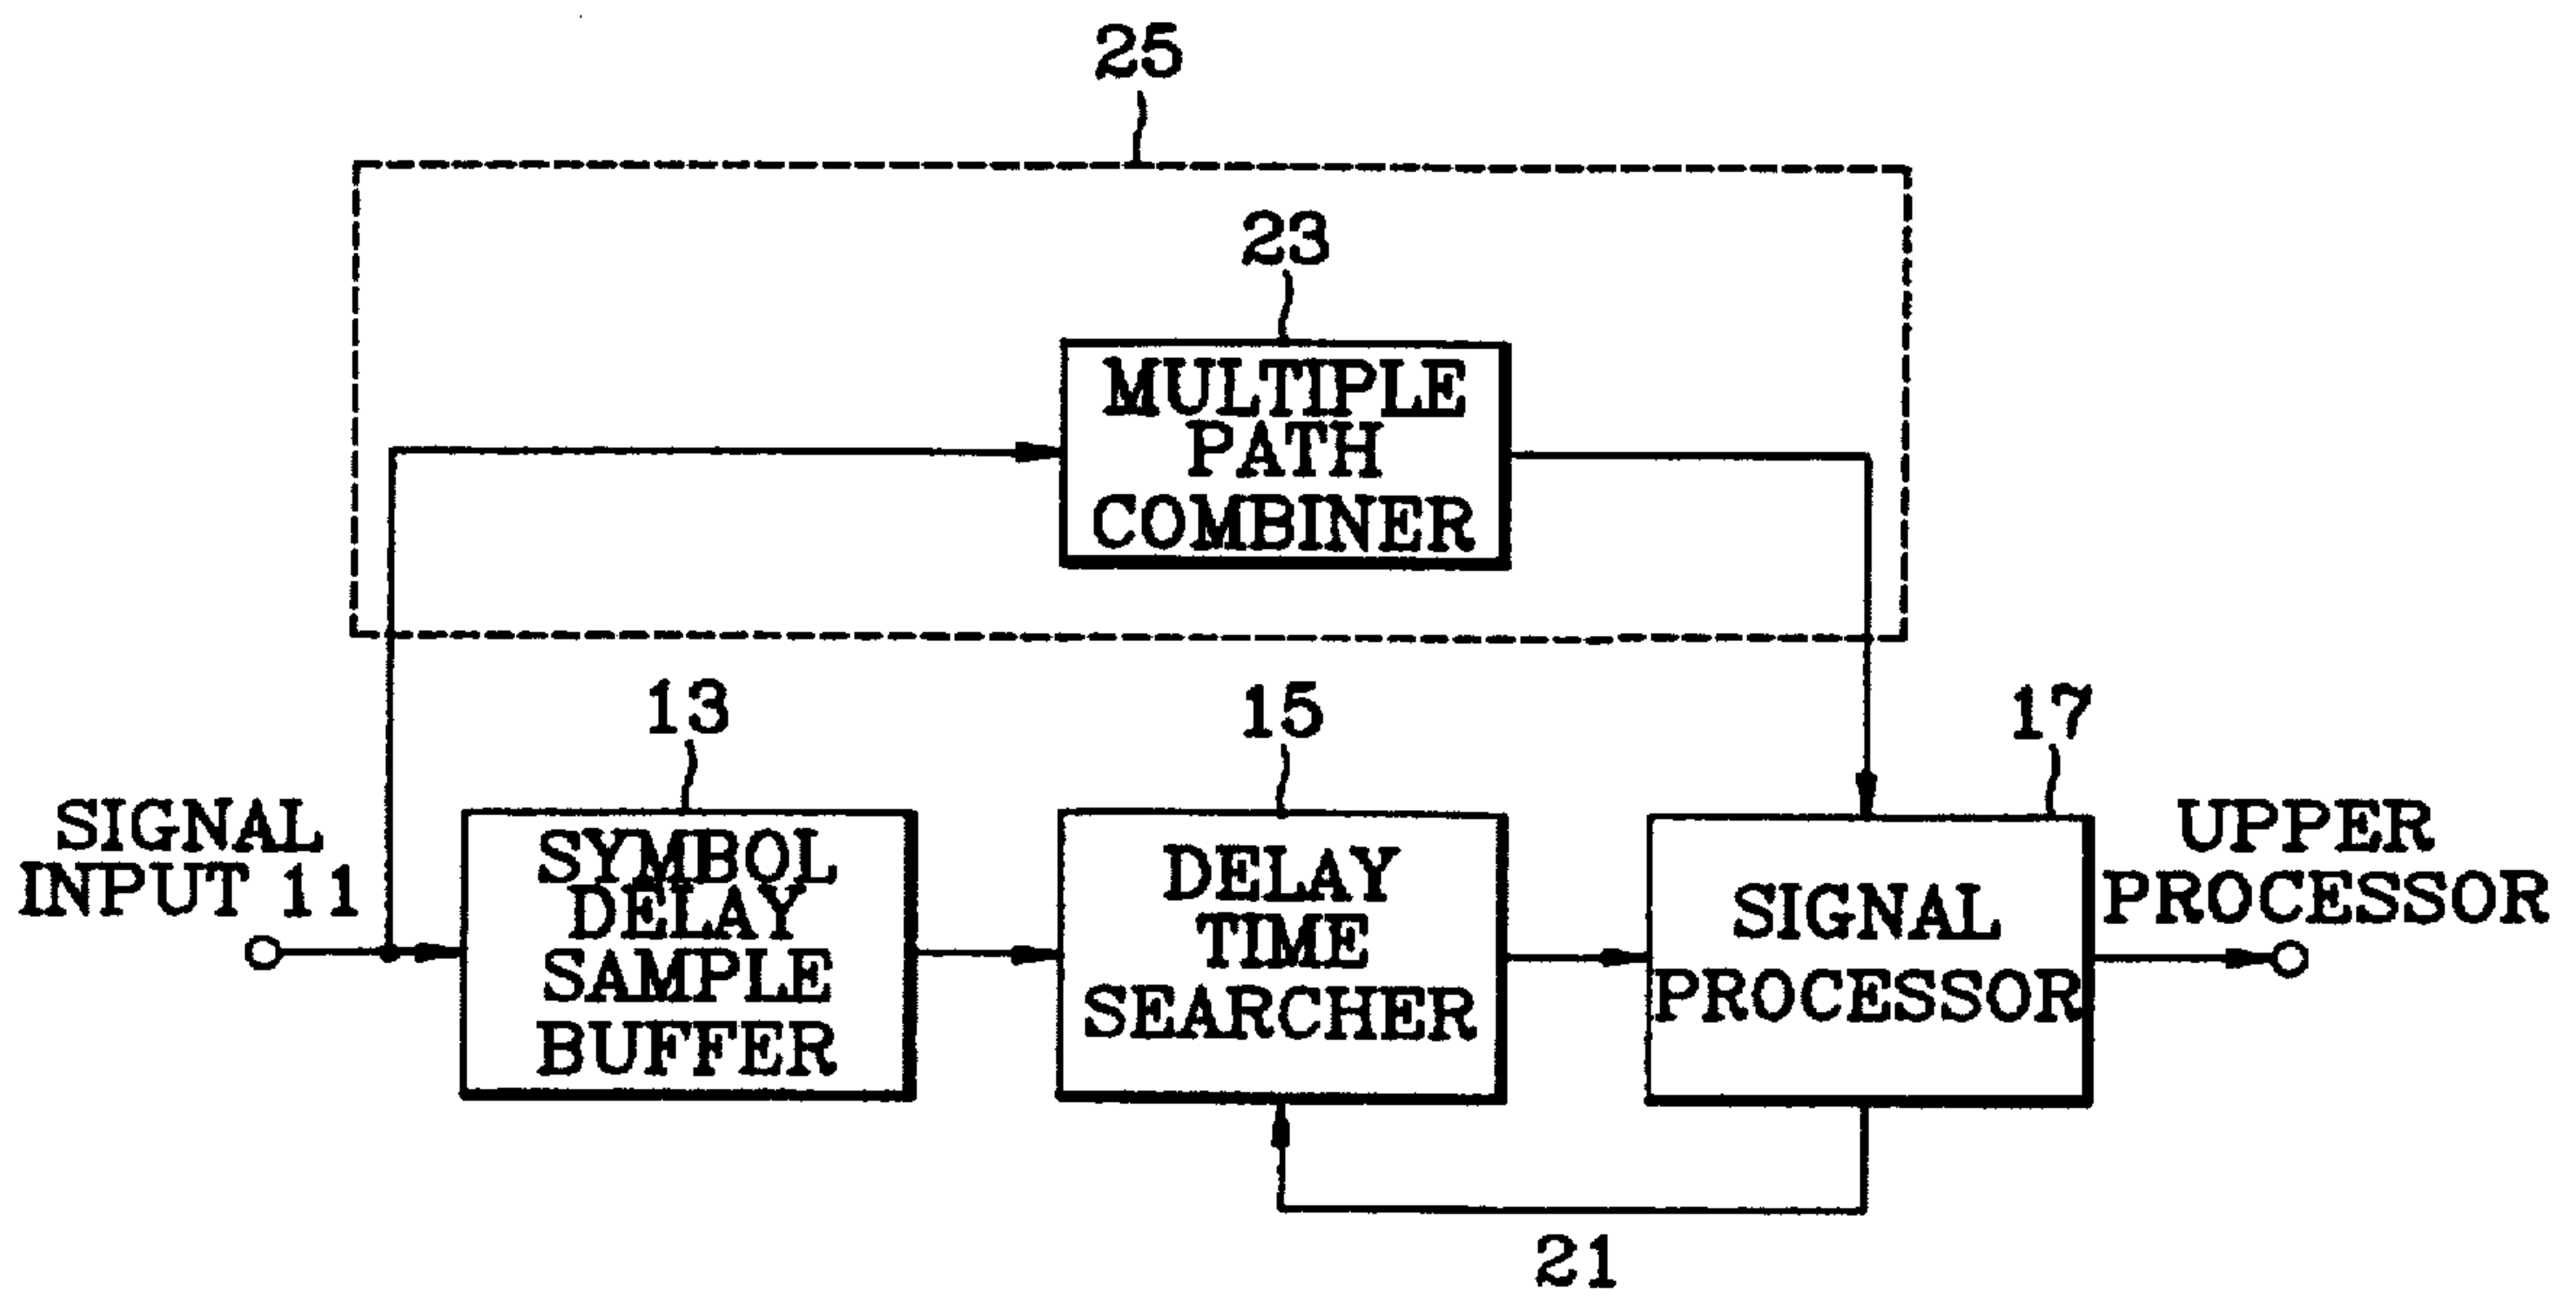 25
23
MULTIPLE
PATH
COMBINER
13
15
17
SIGNAL
INPUT 11
SYMBOL
DELAY
SAMPLE
BUFFER
DELAY
TIME
SEARCHER
SIGNAL
PROCESSOR
UPPER
PROCESSOR
21